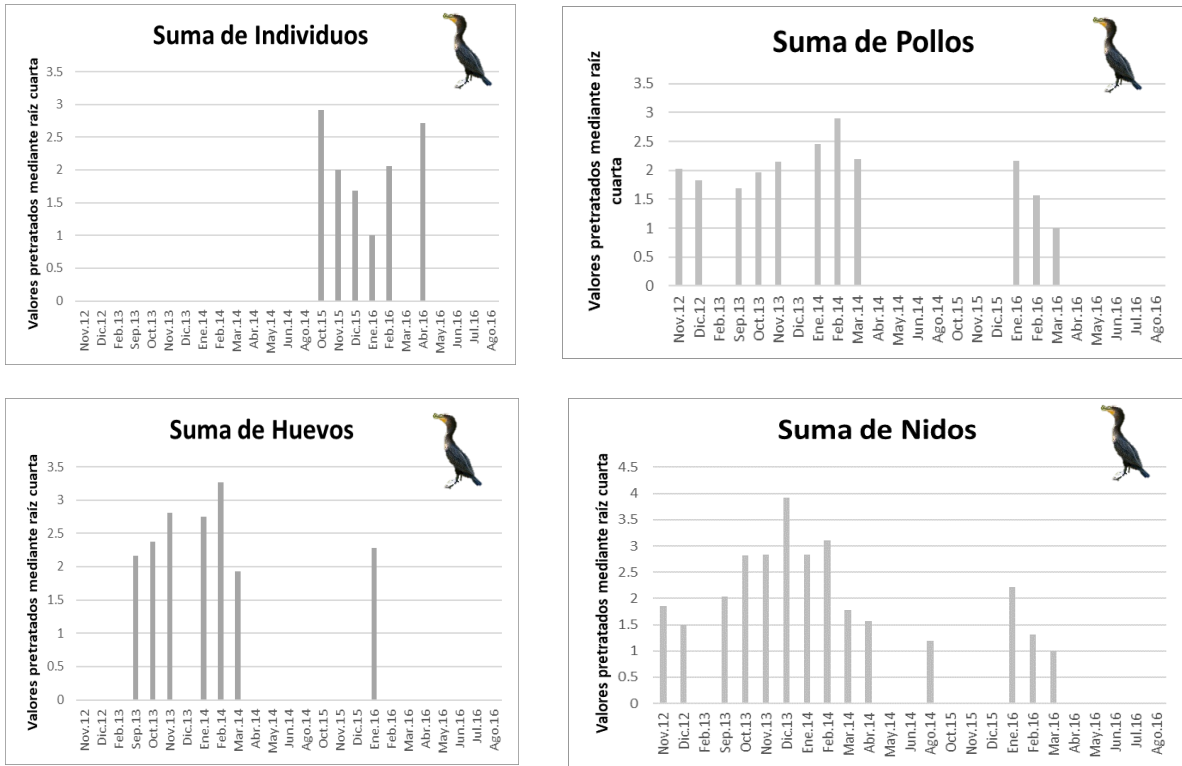 Suma de Individuos
Valores pretratados mediante raíz cuarta
3.5
3
2.5
2
1.5
1
0.5
0
Nov.12
Dic.12
Feb.13
Sep.13
Oct.13
Nov.13
Dic.13
Ene.14
Feb.14
Mar.14
Abr.14
May.14
Jun.14
Ago.14
Oct.15
Nov.15
Dic.15
Ene.16
Feb.16
Mar.16
Abr.16
May.16
Jun.16
Jul.16
Ago.16
Suma de Pollos
Valores pretratados mediante raíz
cuarta
3.5
3
2.5
2
1.5
1
0.5
0
Nov.12
Dic.12
Feb.13
Sep.13
Oct.13
Nov.13
Dic.13
Ene.14
Feb.14
Mar.14
Abr.14
May.14
Jun.14
Ago.14
Oct.15
Nov.15
Dic.15
Ene.16
Feb.16
Mar.16
Abr.16
May.16
Jun.16
Jul.16
Ago.16
Suma de Huevos
Valores pretratados mediante raíz cuarta
3.5
3
2.5
2
1.5
1
0.5
0
Nov.12
Dic.12
Feb.13
Sep.13
Oct.13
Nov.13
Dic.13
Ene.14
Feb.14
Mar.14
Abr.14
May.14
Jun.14
Ago.14
Oct.15
Nov.15
Dic.15
Ene.16
Feb.16
Mar.16
Abr.16
May.16
Jun.16
Jul.16
Ago.16
Suma de Nidos
Valores pretratados mediante raíz cuarta
4.5
4
3.5
3
2.5
2
1.5
1
0.5
0
Nov.12
Dic.12
Feb.13
Sep.13
Oct.13
Nov.13
Dic.13
Ene.14
Feb.14
Mar.14
Abr.14
May.14
Jun.14
Ago.14
Oct.15
Nov.15
Dic.15
Ene.16
Feb.16
Mar.16
Abr.16
May.16
Jun.16
Jul.16
Ago.16